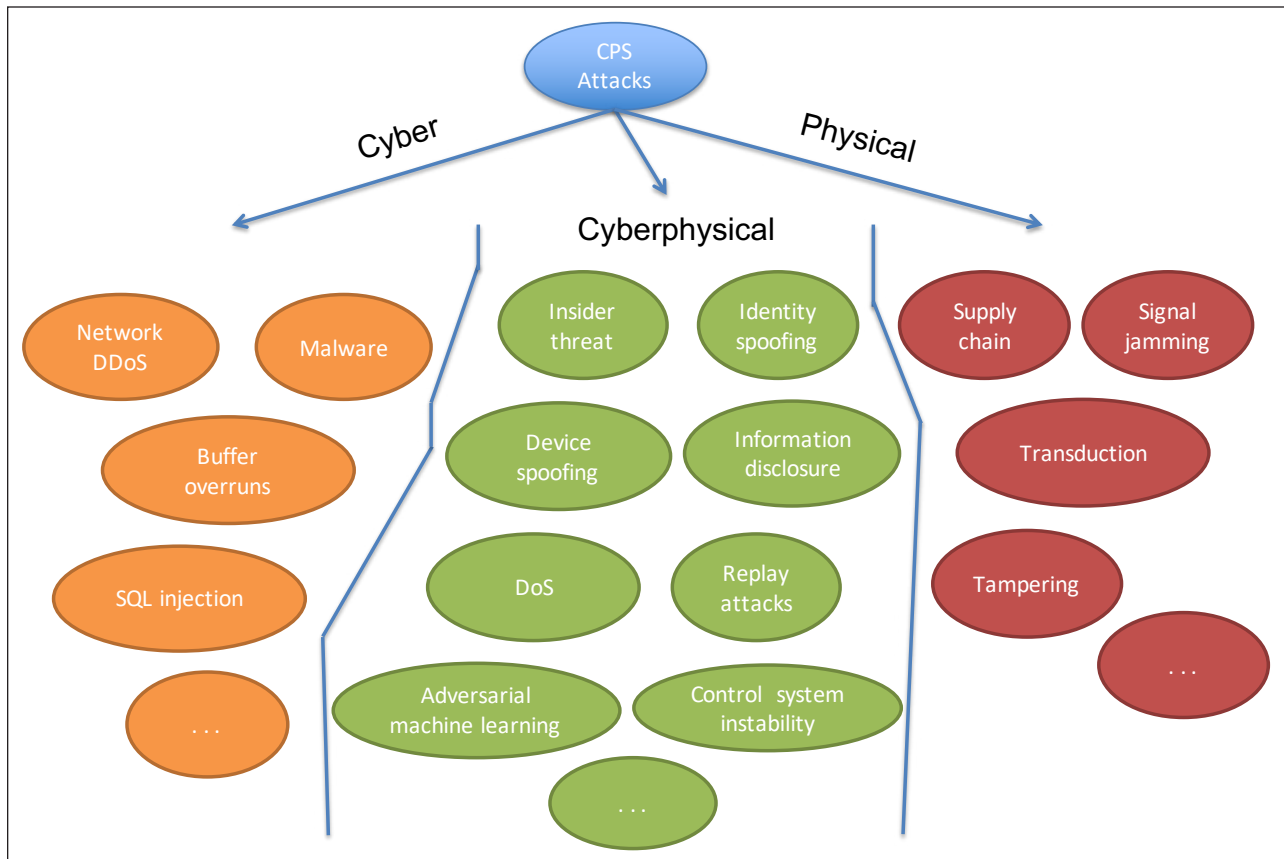 CPS
Attacks
Cyber
Physical
Cyberphysical
Network
DDoS
Malware
Buffer
overruns
SQL injection
. . .
Insider
threat
Identity
spoofing
Device
spoofing
Information
disclosure
DoS
Replay
attacks
Adversarial
machine learning
Control system
instability
. . .
Supply
chain
Signal
jamming
Transduction
Tampering
. . .